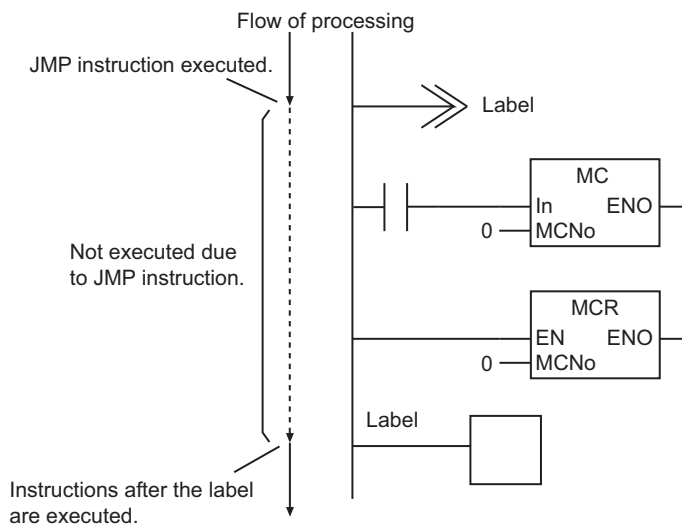 Flow of processing
JMP instruction executed.
Label
MC
In ENO
0 MCNo
Not executed due
to JMP instruction.
MCR
EN ENO
0 MCNo
Label
Instructions after the label
are executed.